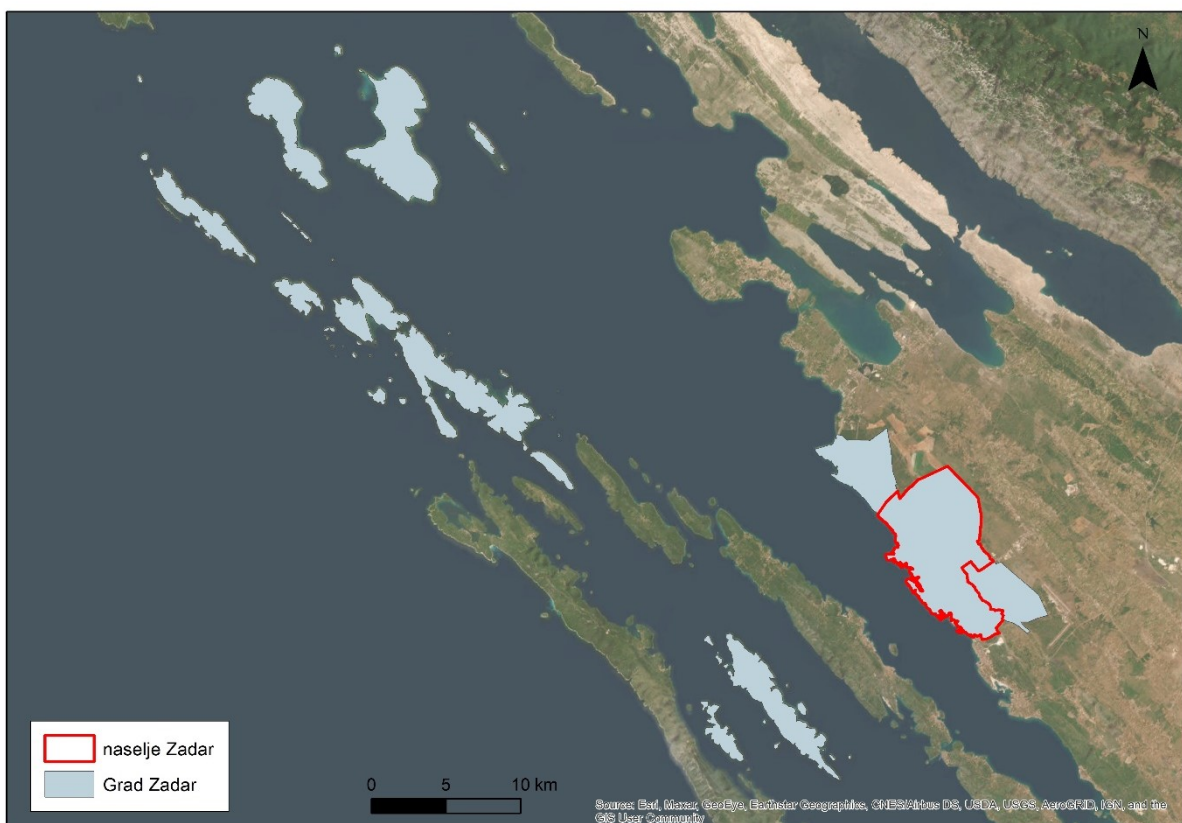 N
naselje Zadar
Grad Zadar
0 5 10 km
Source: Esri, Maxar, GeoEye, Earthstar Geographics, CNES/Airbus DS, USDA, USGS, AeroGRID, IGN, and the
GIS User Community